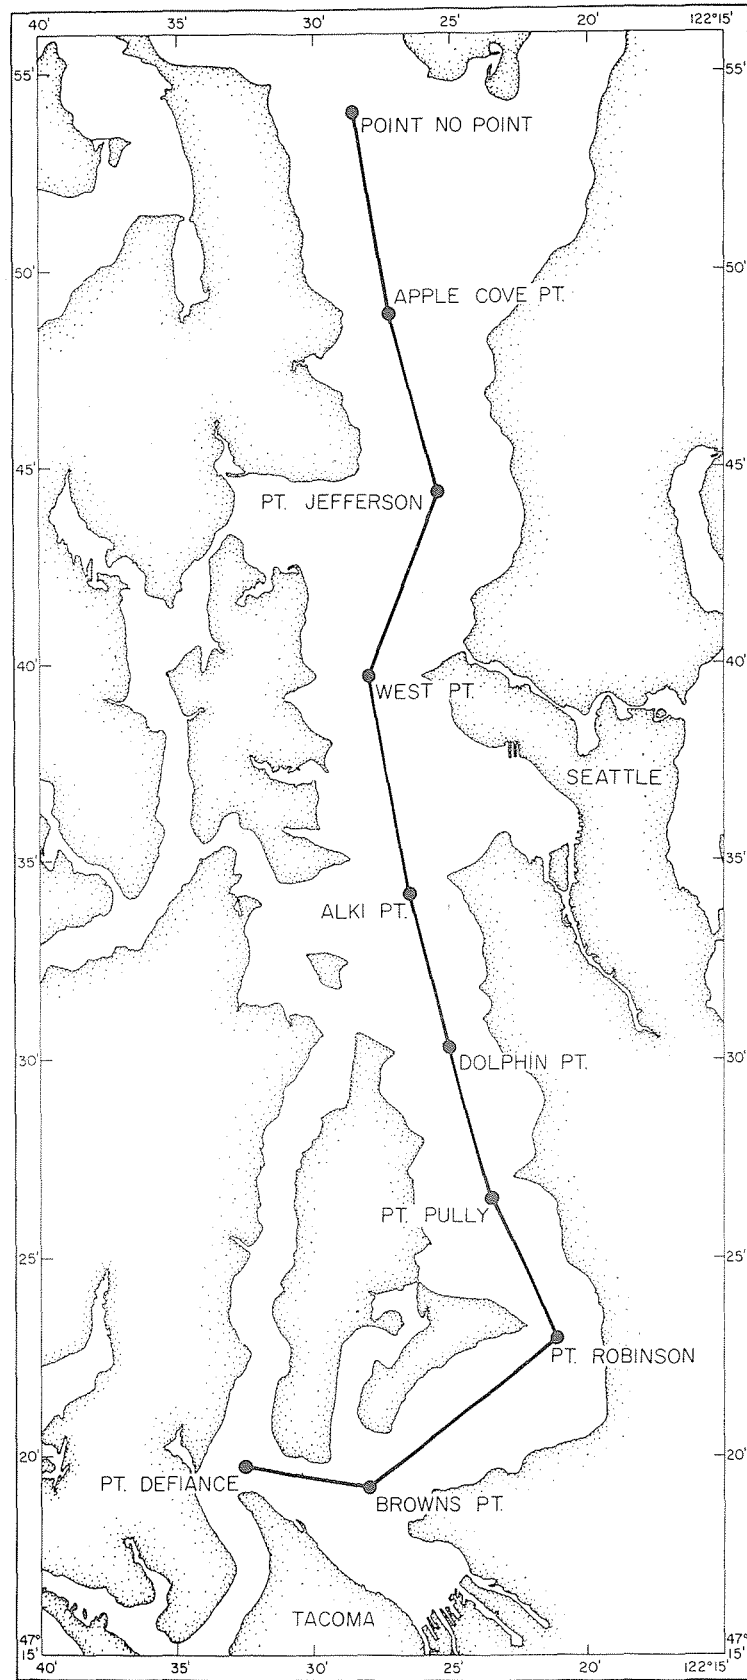 40' 35' 30' 25' 20' 122°15'
55' 55'
POINT NO POINT
50' 50'
APPLE COVE PT.
45' 45'
PT. JEFFERSON
40' 40'
WEST PT.
SEATTLE
35' 35'
ALKI PT.
30' 30'
DOLPHIN PT.
PT. PULLY
25' 25'
PT. ROBINSON
20' 20'
PT. DEFIANCE
BROWNS PT.
TACOMA
47° 47°
15' 15'
40' 35' 30' 25' 20' 122°15'